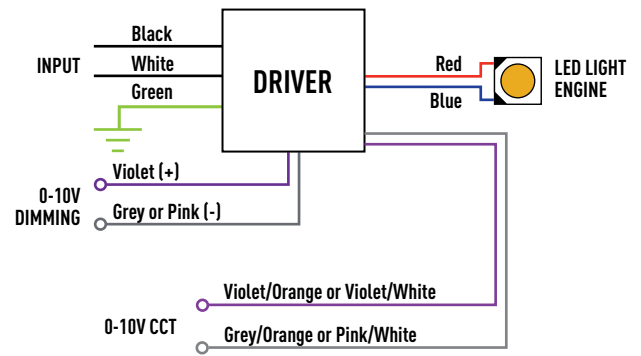 Black
INPUT
White
Green
DRIVER
Red
Blue
LED LIGHT
ENGINE
Violet (+)
0-10V
DIMMING
Grey or Pink (-)
Violet/Orange or Violet/White
0-10V CCT
Grey/Orange or Pink/White